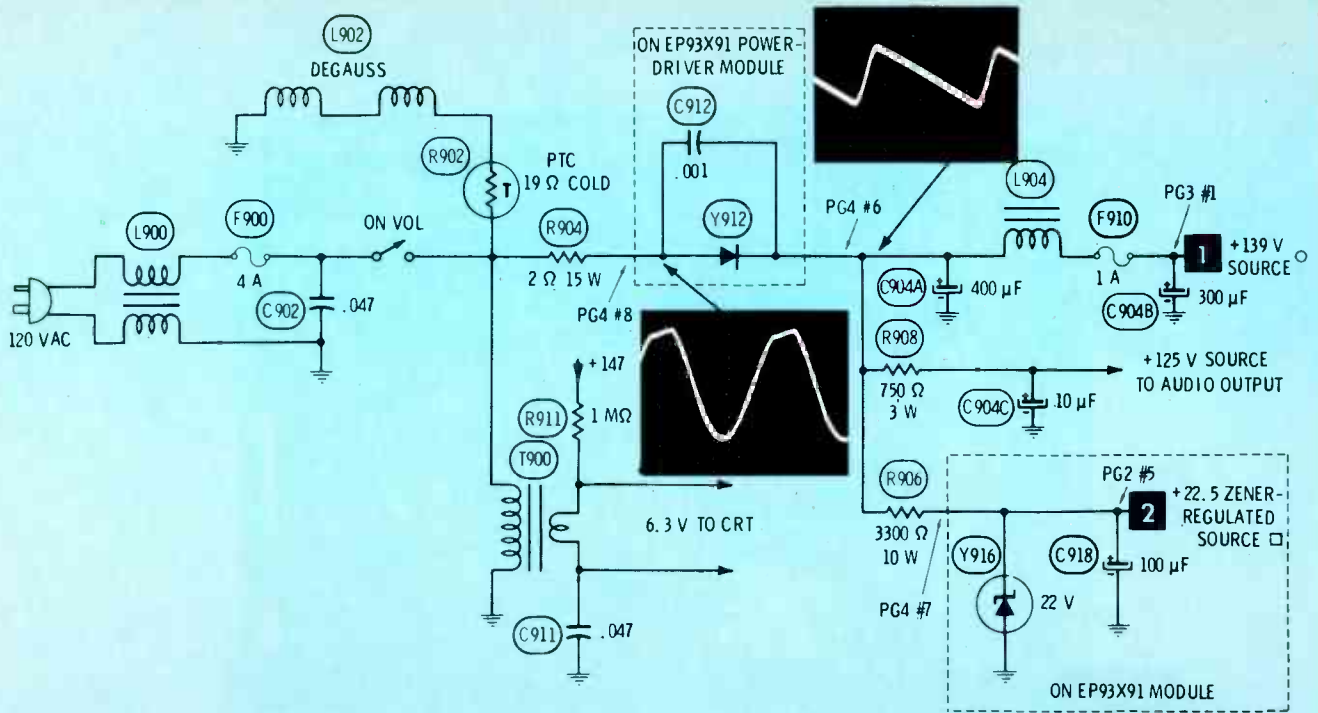 L902
DEGAUSS
R902
PTC
19 Ω COLD
ON EP93X91 POWER-
DRIVER MODULE
C912
.001
Y912
L900
F900
4 A
ON VOL
C902
.047
120 VAC
R904
2 Ω 15 W
PG4 #8
PG4 #6
L904
F910
1 A
PG3 #1
1
+139 V
SOURCE ○
C904A
400 µF
C904B
300 µF
R908
750 Ω
3 W
C904C
.10 µF
+125 V SOURCE
TO AUDIO OUTPUT
+147
R911
1 MΩ
T900
6.3 V TO CRT
C911
.047
R906
3300 Ω
10 W
PG4 #7
PG2 #5
2
+22.5 ZENER-
REGULATED
SOURCE □
Y916
22 V
C918
100 µF
ON EP93X91 MODULE